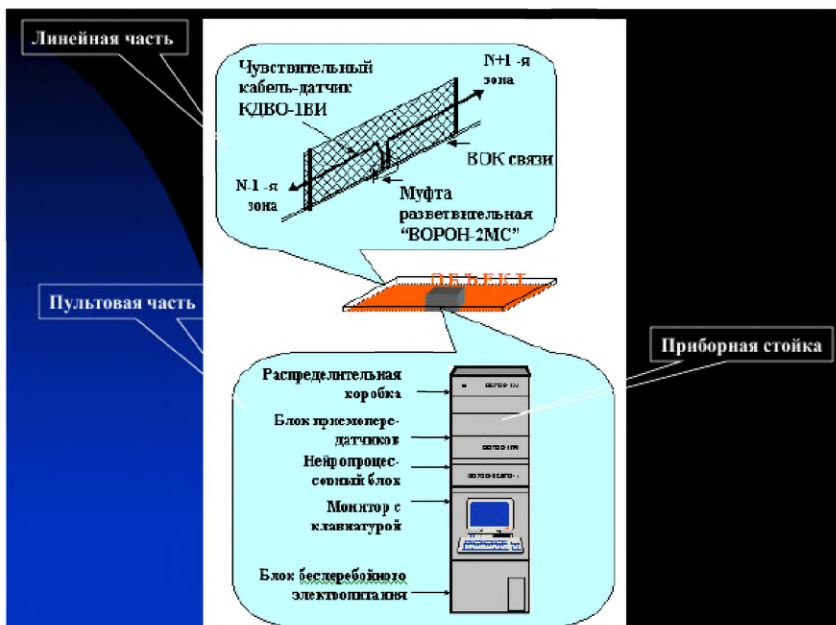 Линейная часть
Чувствительный
кабель-датчик
КДВО-1ВИ
N+1 -я
зона
ВОК связи
N-1 -я
зона
Муфта
разветвительная
“ВОРОН-2МС”
ОБЪЕКТ
Пультовая часть
Приборная стойка
Распределительная
коробка
Блок приемопере-
датчиков
Нейропроцес-
сорный блок
Монитор с
клавиатурой
Блок бесперебойного
электропитания